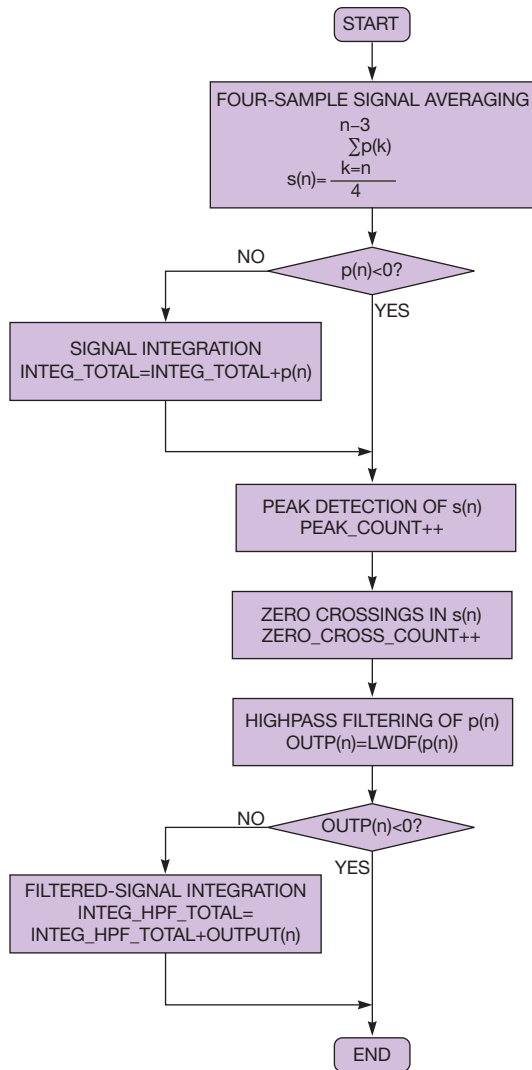 START
FOUR-SAMPLE SIGNAL AVERAGING
n–3
∑p(k)
k=n
s(n)=
4
p(n)<0?
NO
YES
SIGNAL INTEGRATION
INTEG_TOTAL=INTEG_TOTAL+p(n)
PEAK DETECTION OF s(n)
PEAK_COUNT++
ZERO CROSSINGS IN s(n)
ZERO_CROSS_COUNT++
HIGHPASS FILTERING OF p(n)
OUTP(n)=LWDF(p(n))
OUTP(n)<0?
NO
YES
FILTERED-SIGNAL INTEGRATION
INTEG_HPF_TOTAL=
INTEG_HPF_TOTAL+OUTPUT(n)
END